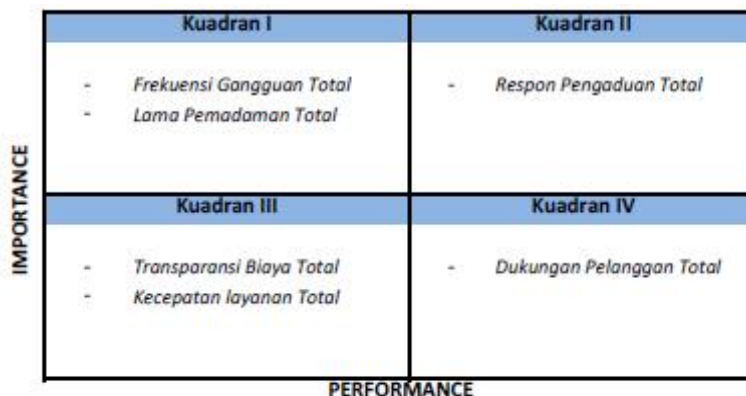 Kuadran I
- Frekuensi Gangguan Total
- Lama Pemadaman Total
Kuadran II
- Respon Pengaduan Total
Kuadran III
- Transparansi Biaya Total
- Kecepatan layanan Total
Kuadran IV
- Dukungan Pelanggan Total
IMPORTANCE
PERFORMANCE